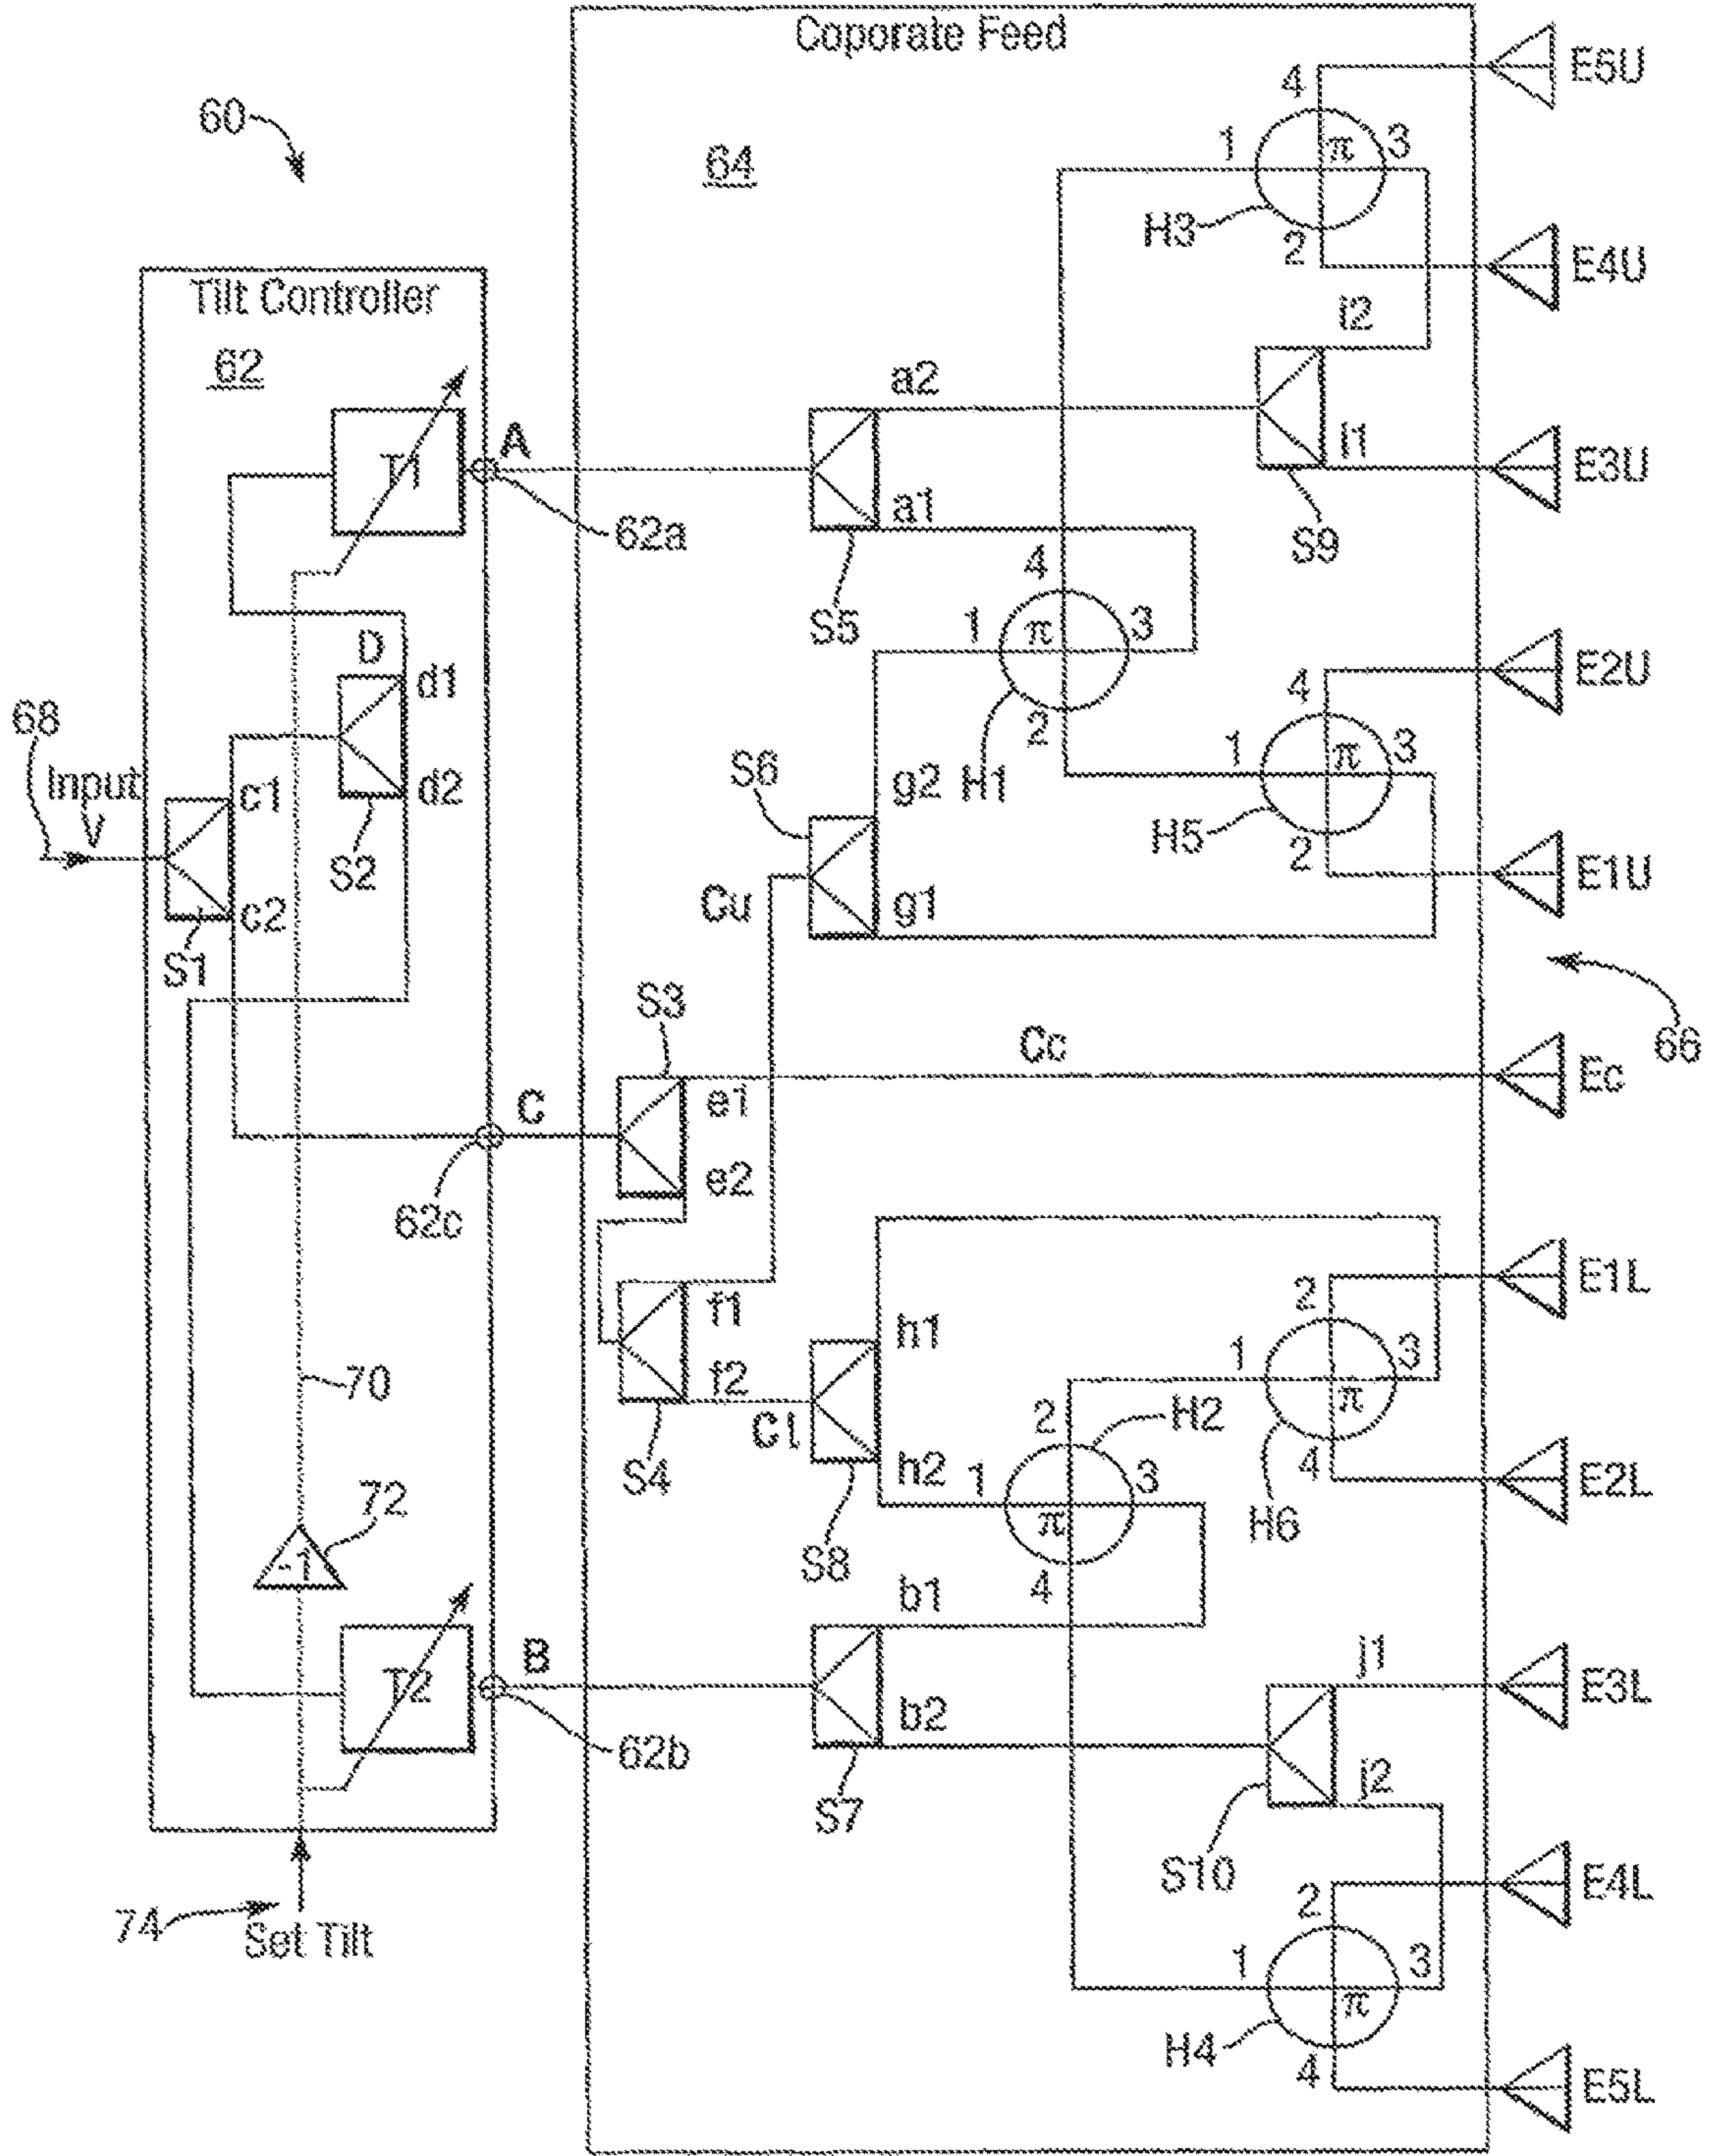 Coporate Feed
E5U
4
60
1
π
3
64
H3
2
E4U
Tilt Controller
i2
62
a2
A
T1
i1
E3U
a1
62a
S9
4
S5
D
1
π
3
d1
E2U
4
68
2
1
π
3
Input
V
S6
c1
d2
g2
H1
H5
2
E1U
S2
c2
Cu
g1
S1
S3
66
Cc
C
e1
Ec
e2
62c
2
E1L
f1
h1
1
3
70
f2
2
H2
π
Cl
S4
h2
1
3
4
E2L
72
π
H6
-1
S8
4
b1
B
j1
E3L
T2
b2
62b
j2
S7
S10
2
E4L
74
Set Tilt
1
3
π
H4
4
E5L